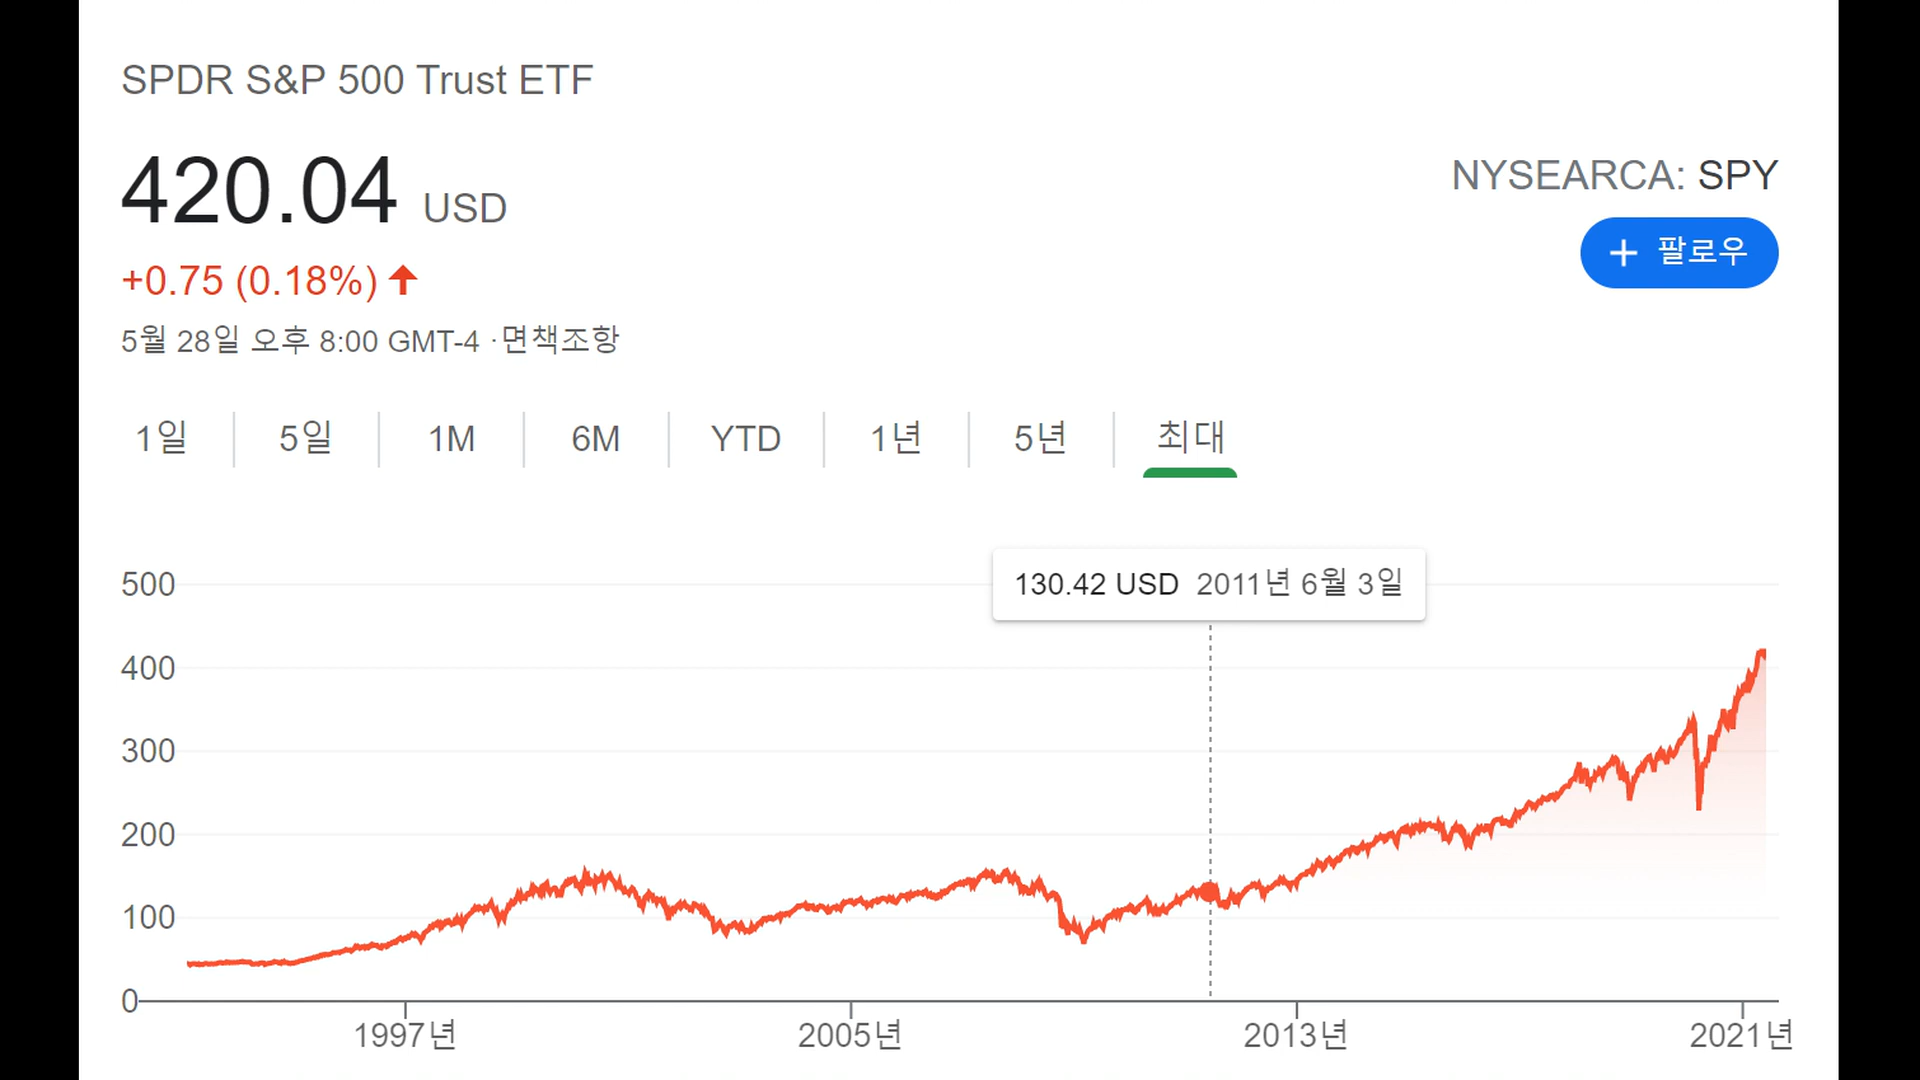 SPDR S&P 500 Trust ETF
420.04 USD
NYSEARCA: SPY
+ 팔로우
+0.75 (0.18%)
5월 28일 오후 8:00 GMT-4 ·면책조항
1일 5일 1M 6M YTD 1년 5년 최대
130.42 USD 2011년 6월 3일
500
400
300
200
100
0
1997년 2005년 2013년 2021년